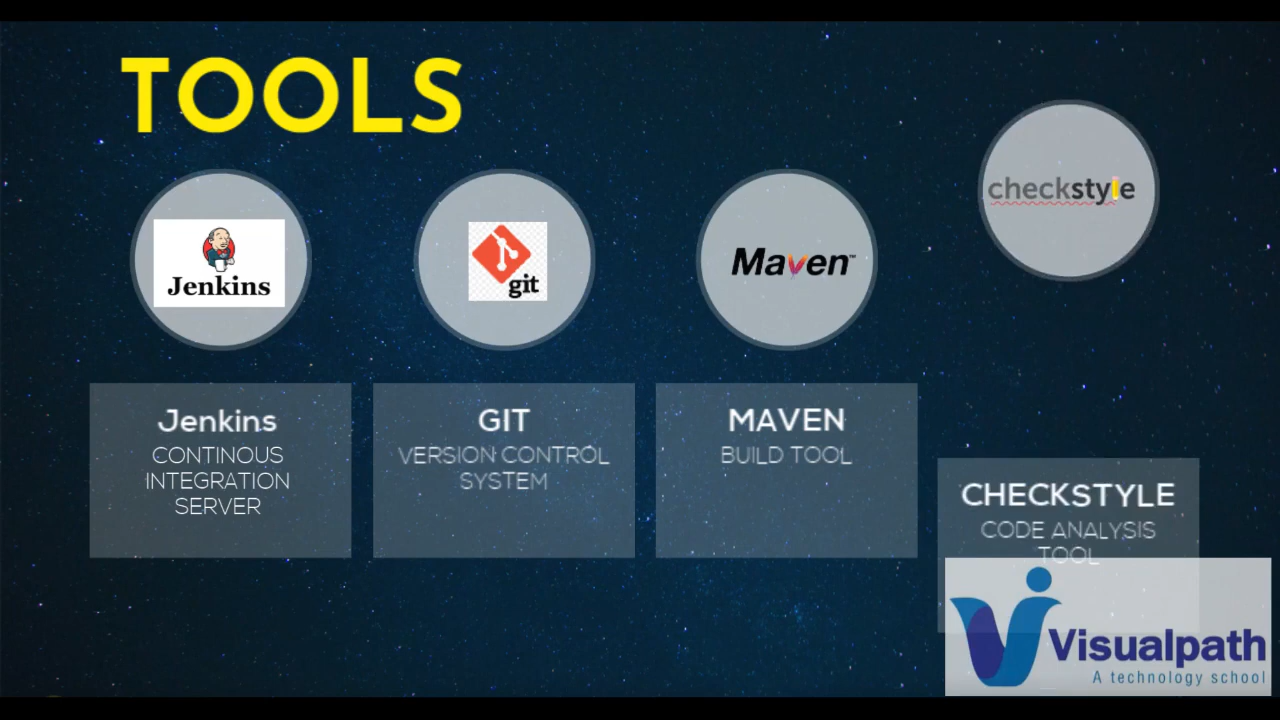 TOOLS
Jenkins
git
Maven™
checkstyle
Jenkins
CONTINOUS
INTEGRATION
SERVER
GIT
VERSION CONTROL
SYSTEM
MAVEN
BUILD TOOL
CHECKSTYLE
CODE ANALYSIS
TOOL
Visualpath
A technology school